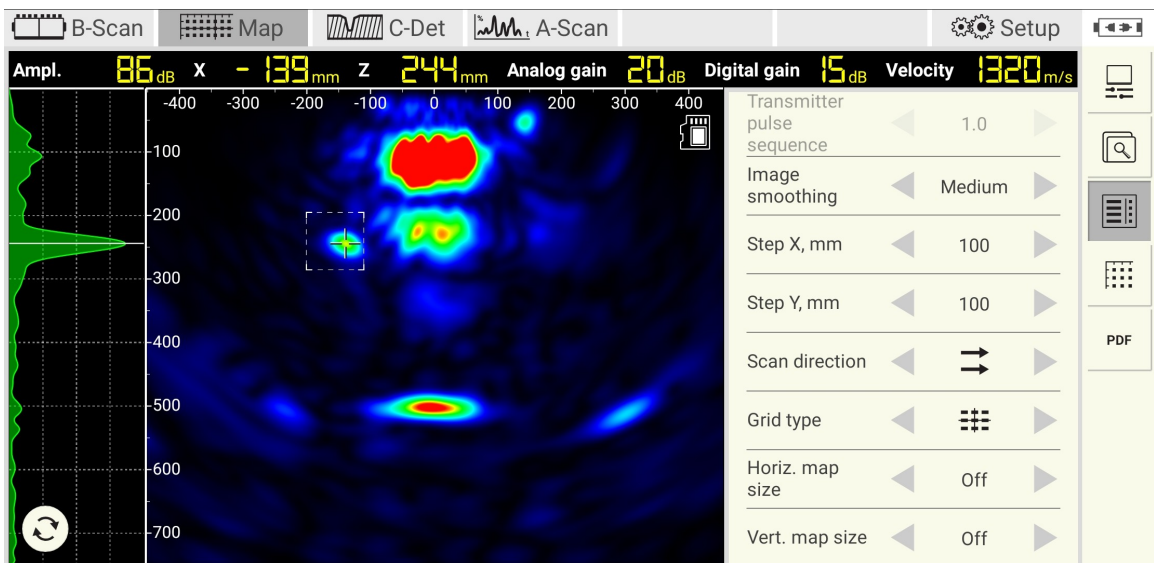 B-Scan Map C-Det A-Scan Setup
Ampl. 86 dB X - 139 mm Z 244 mm Analog gain 20 dB Digital gain 15 dB Velocity 1320 m/s
-400 -300 -200 -100 0 100 200 300 400
100
200
300
400
500
600
700
Transmitter
pulse
sequence
1.0
Image
smoothing
Medium
Step X, mm 100
Step Y, mm 100
Scan direction
Grid type
Horiz. map
size
Off
Vert. map size Off
PDF